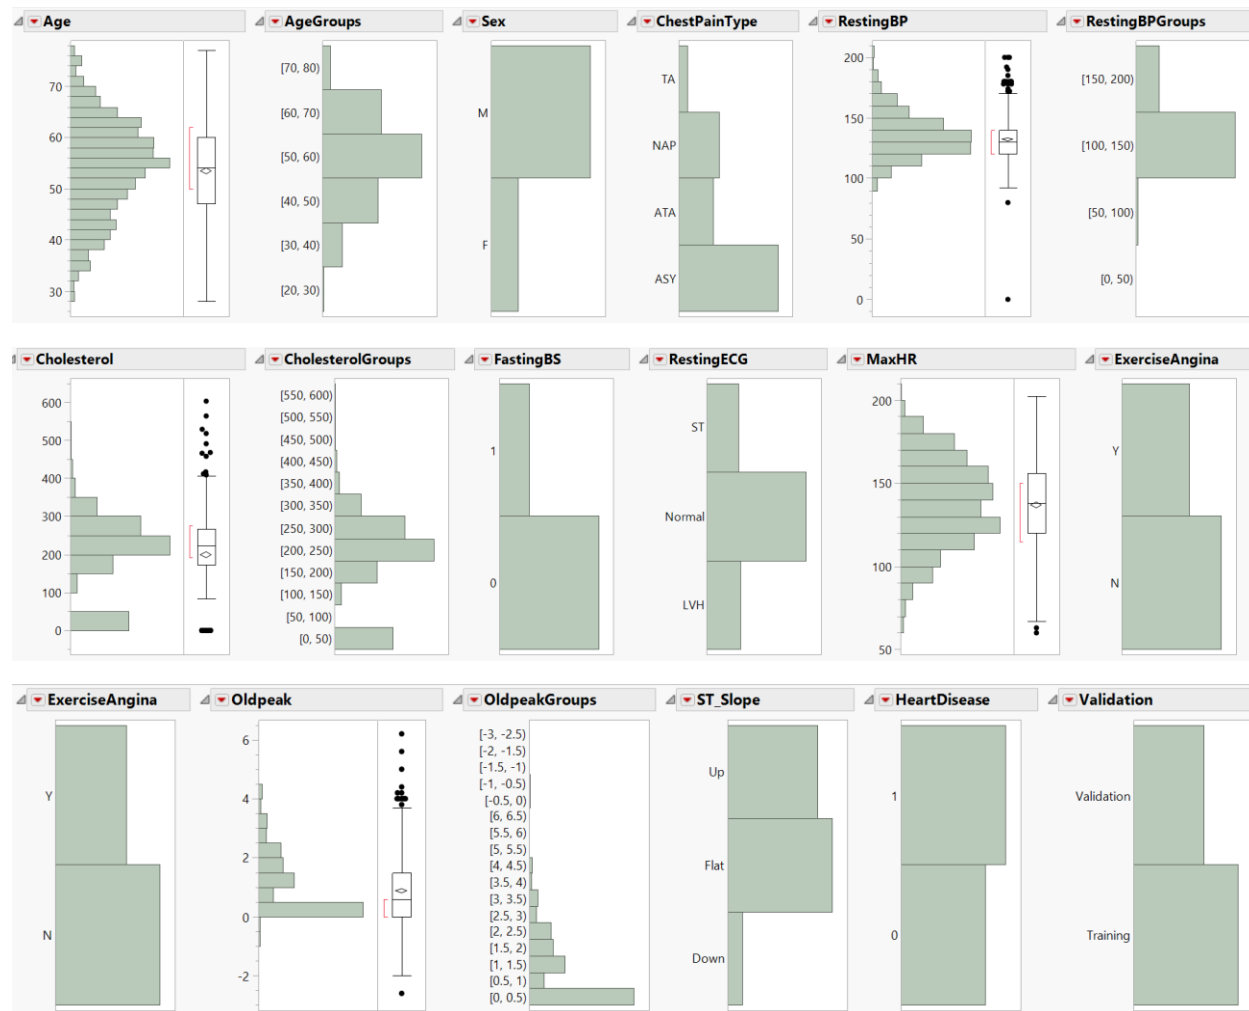 Age
AgeGroups
Sex
ChestPainType
RestingBP
RestingBPGroups
70
60
50
40
30
[70, 80)
[60, 70)
[50, 60)
[40, 50)
[30, 40)
[20, 30)
M
F
TA
NAP
ATA
ASY
200
150
100
50
0
[150, 200)
[100, 150)
[50, 100)
[0, 50)
Cholesterol
CholesterolGroups
FastingBS
RestingECG
MaxHR
ExerciseAngina
600
500
400
300
200
100
0
[550, 600)
[500, 550)
[450, 500)
[400, 450)
[350, 400)
[300, 350)
[250, 300)
[200, 250)
[150, 200)
[100, 150)
[50, 100)
[0, 50)
1
0
ST
Normal
LVH
200
150
100
50
Y
N
ExerciseAngina
Oldpeak
OldpeakGroups
ST_Slope
HeartDisease
Validation
Y
N
6
4
2
0
-2
[-3, -2.5)
[-2, -1.5)
[-1.5, -1)
[-1, -0.5)
[-0.5, 0)
[6, 6.5)
[5.5, 6)
[5, 5.5)
[4, 4.5)
[3.5, 4)
[3, 3.5)
[2.5, 3)
[2, 2.5)
[1.5, 2)
[1, 1.5)
[0.5, 1)
[0, 0.5)
Up
Flat
Down
1
0
Validation
Training